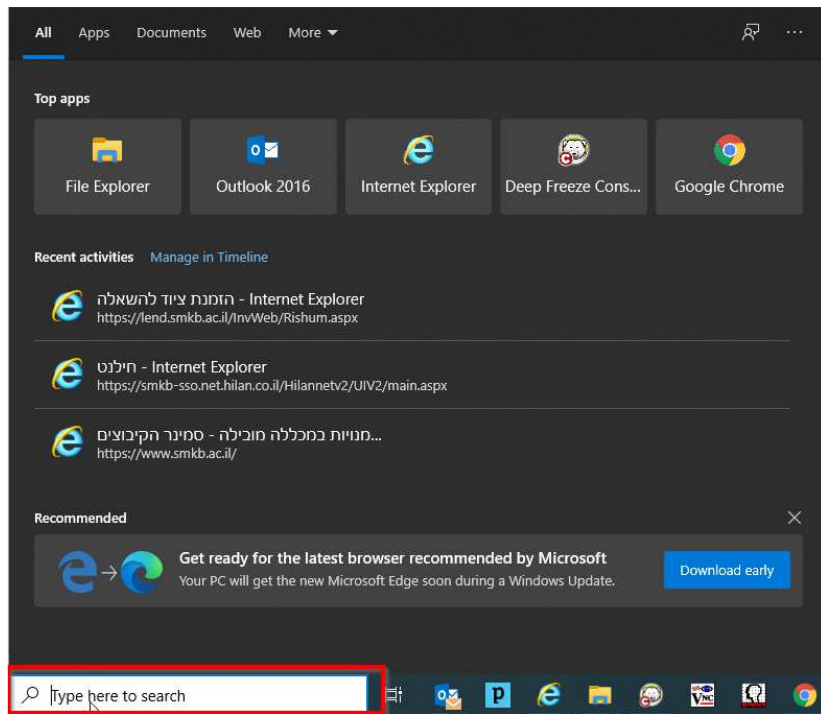 All Apps Documents Web More
Top apps
File Explorer Outlook 2016 Internet Explorer Deep Freeze Cons... Google Chrome
Recent activities Manage in Timeline
הזמנת ציוד להשאלה - Internet Explorer
https://lend.smkb.ac.il/InvWeb/Rishum.aspx
חילנט - Internet Explorer
https://smkb-sso.net.hilan.co.il/Hilannetv2/UIV2/main.aspx
מנויות במכללה מובילה - סמינר הקיבוצים...
https://www.smkb.ac.il/
Recommended
Get ready for the latest browser recommended by Microsoft
Your PC will get the new Microsoft Edge soon during a Windows Update.
Download early
Type here to search